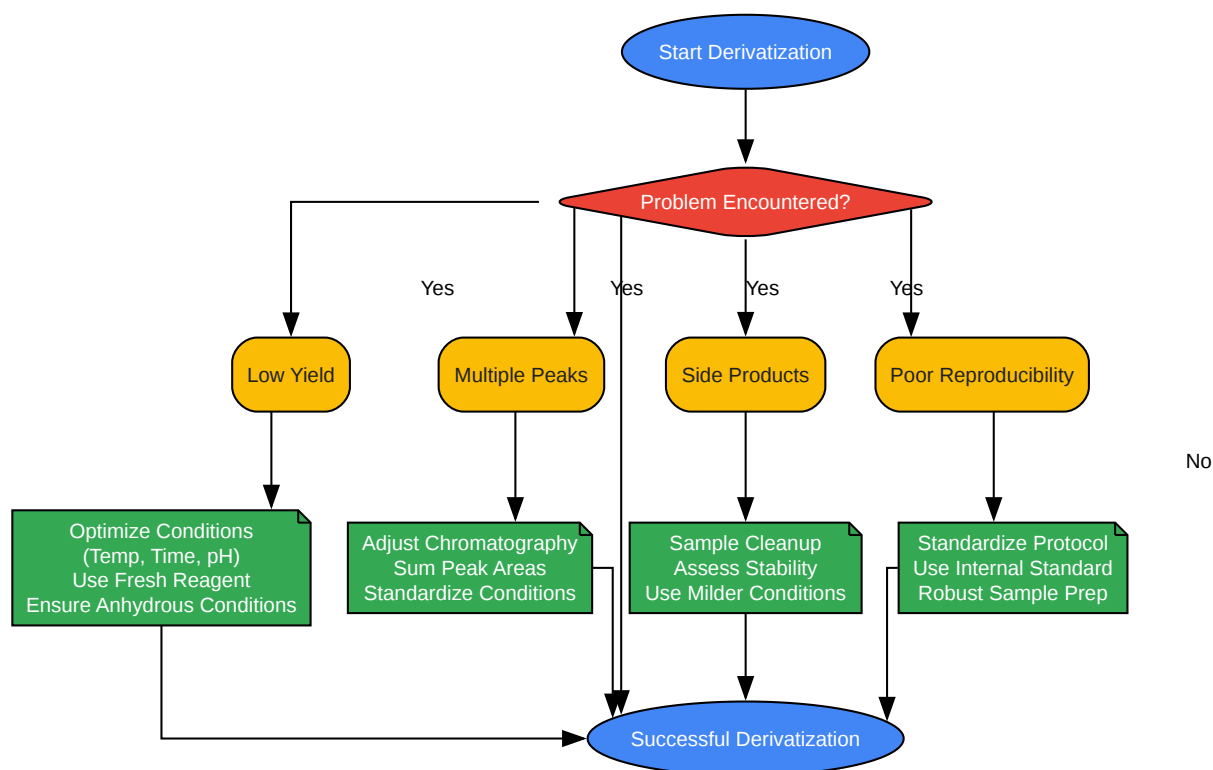 Start Derivatization
Problem Encountered?
Yes
Yes
Yes
Yes
Low Yield
Multiple Peaks
Side Products
Poor Reproducibility
No
Optimize Conditions
(Temp, Time, pH)
Use Fresh Reagent
Ensure Anhydrous Conditions
Adjust Chromatography
Sum Peak Areas
Standardize Conditions
Sample Cleanup
Assess Stability
Use Milder Conditions
Standardize Protocol
Use Internal Standard
Robust Sample Prep
Successful Derivatization